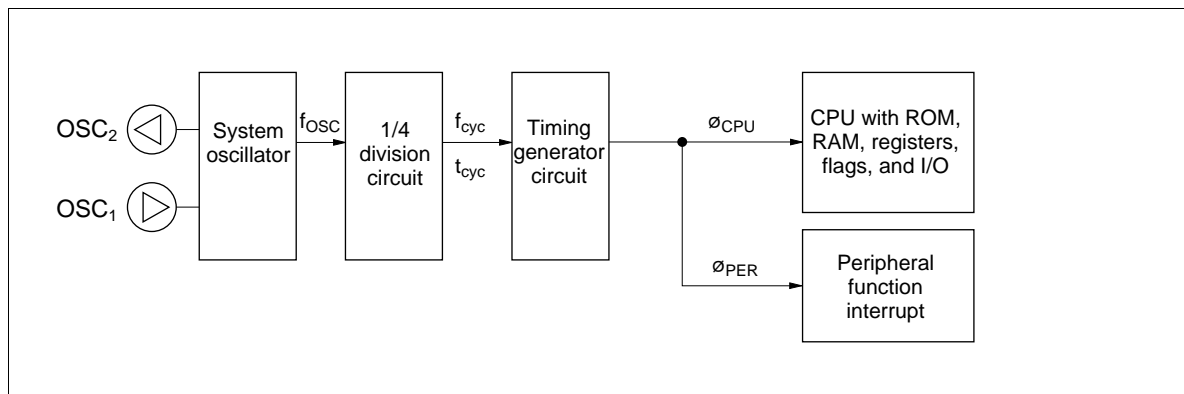 OSC2
OSC1
System
oscillator
fOSC
1/4
division
circuit
fcyc
tcyc
Timing
generator
circuit
øCPU
øPER
CPU with ROM,
RAM, registers,
flags, and I/O
Peripheral
function
interrupt